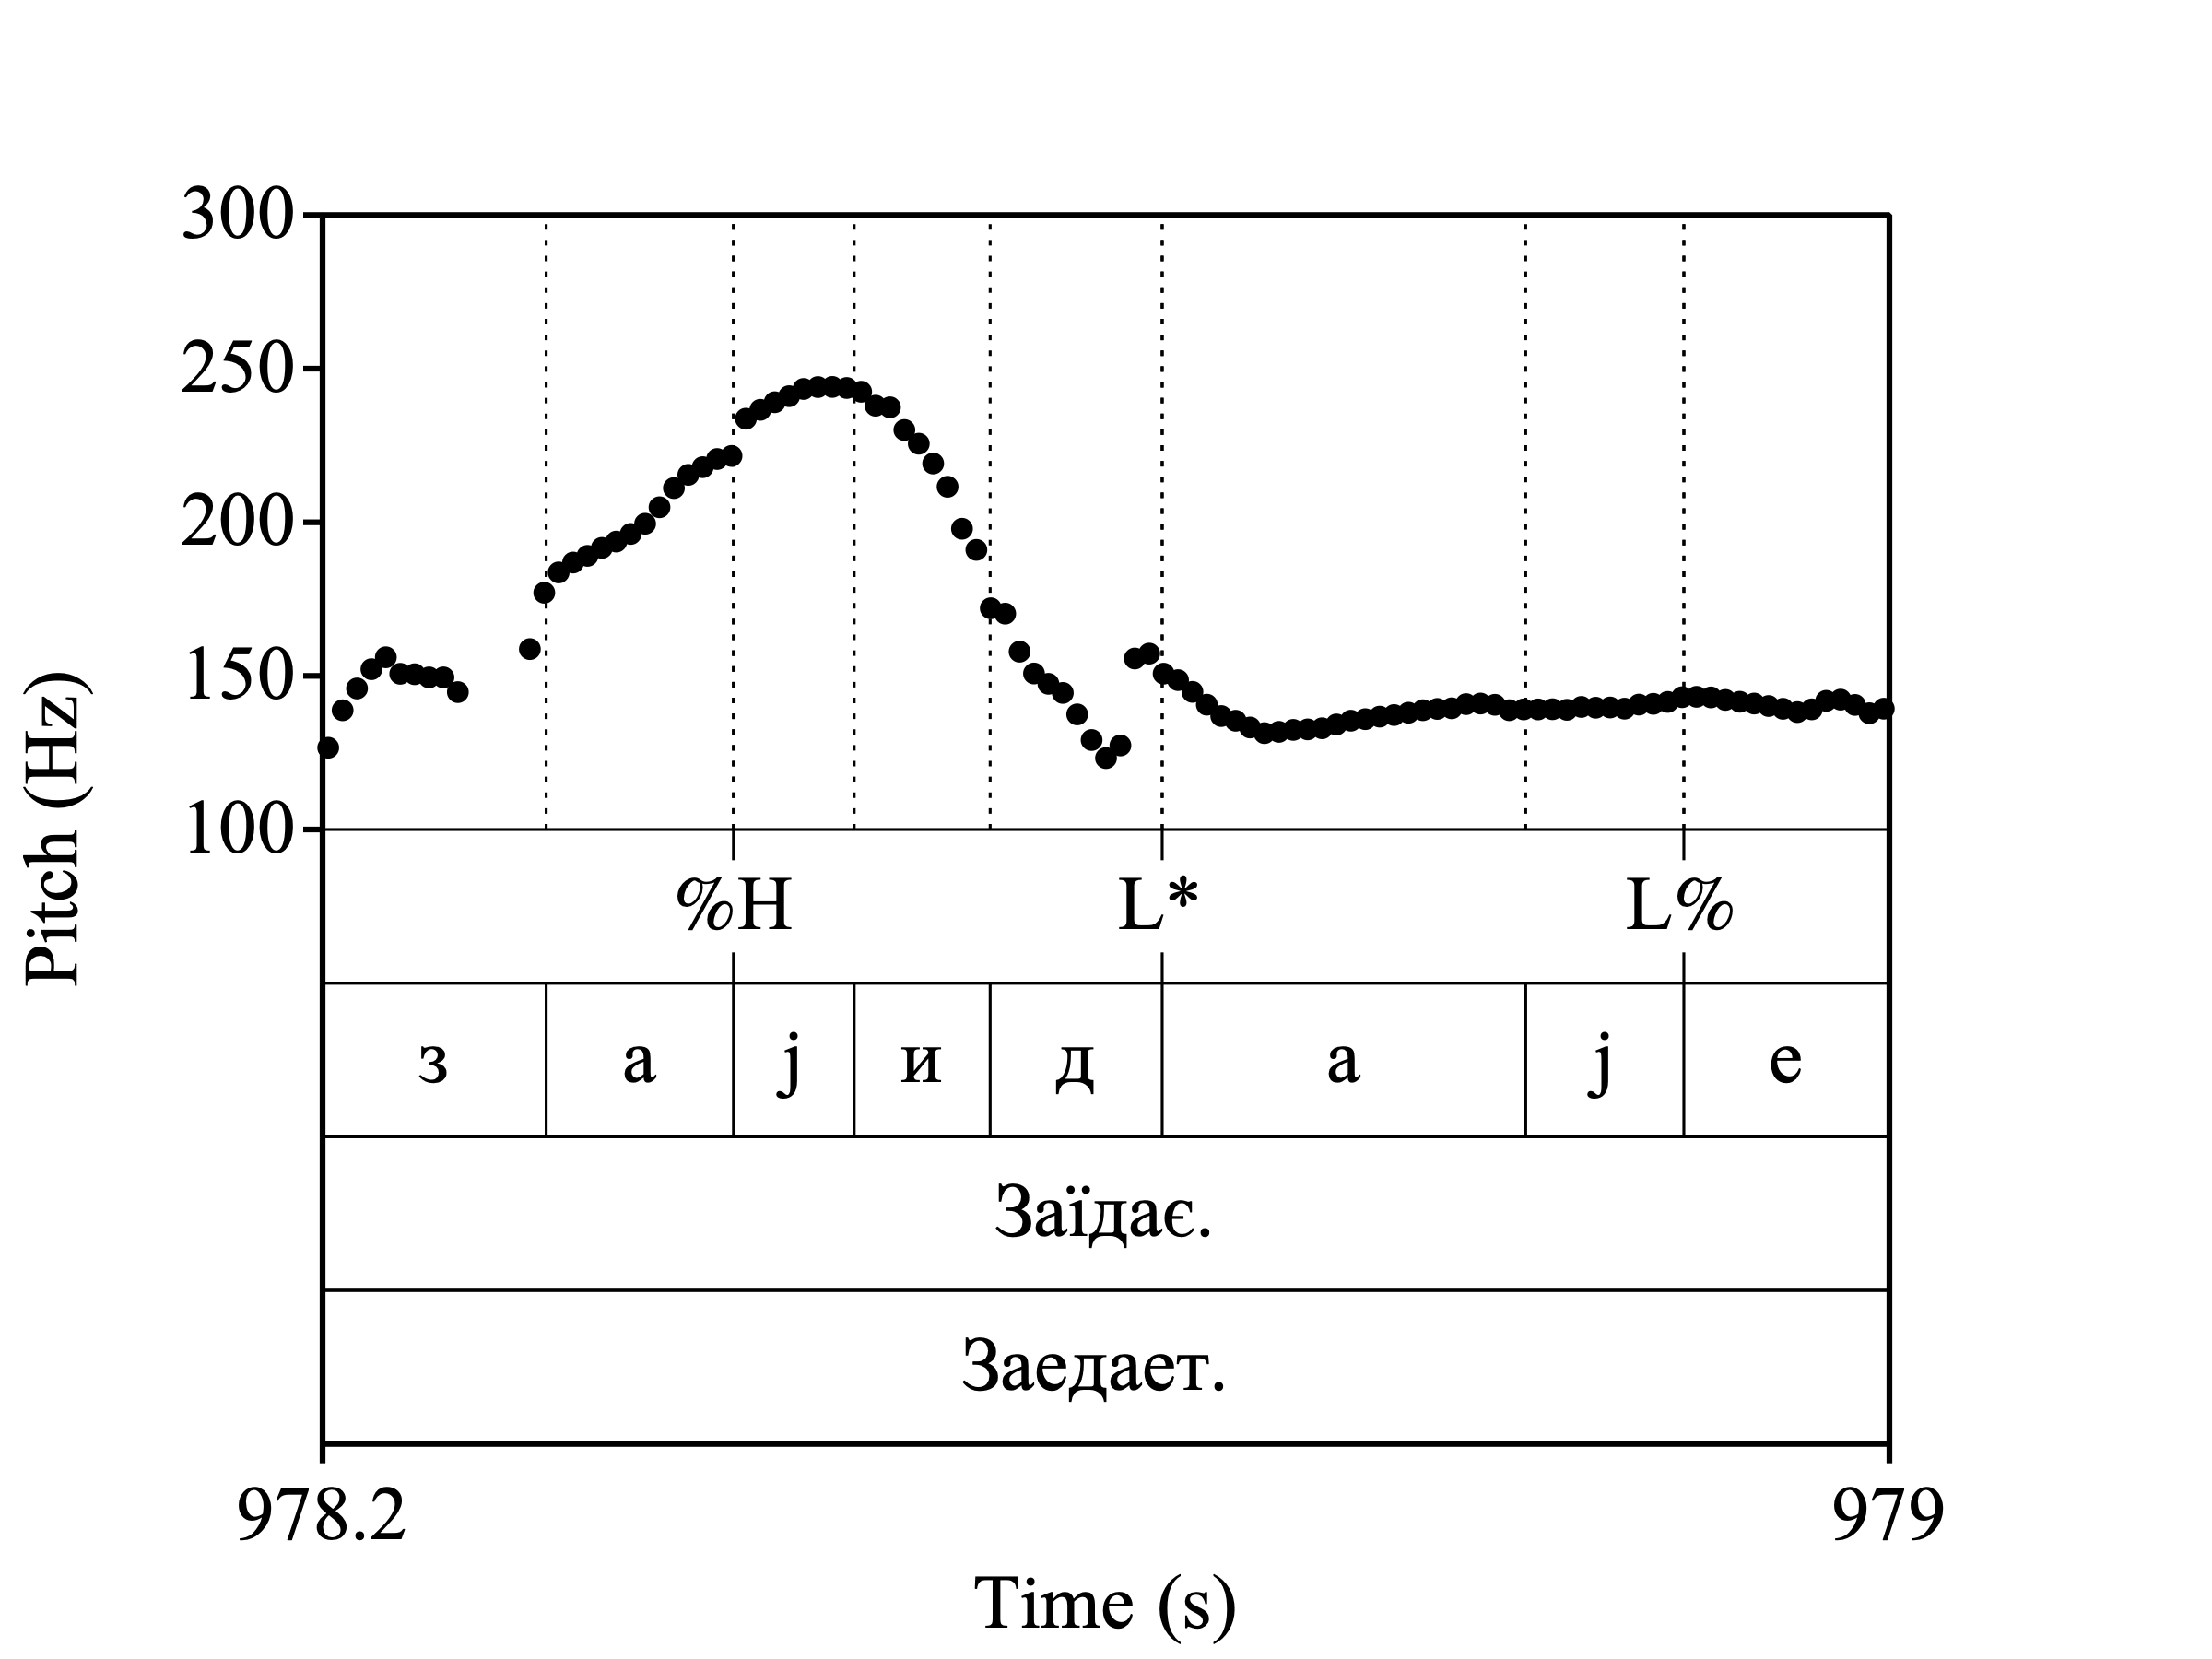 300
250
200
150
100
Pitch (Hz)
%H L* L%
з а j и д а j е
Заїдає.
Заедает.
978.2 979
Time (s)